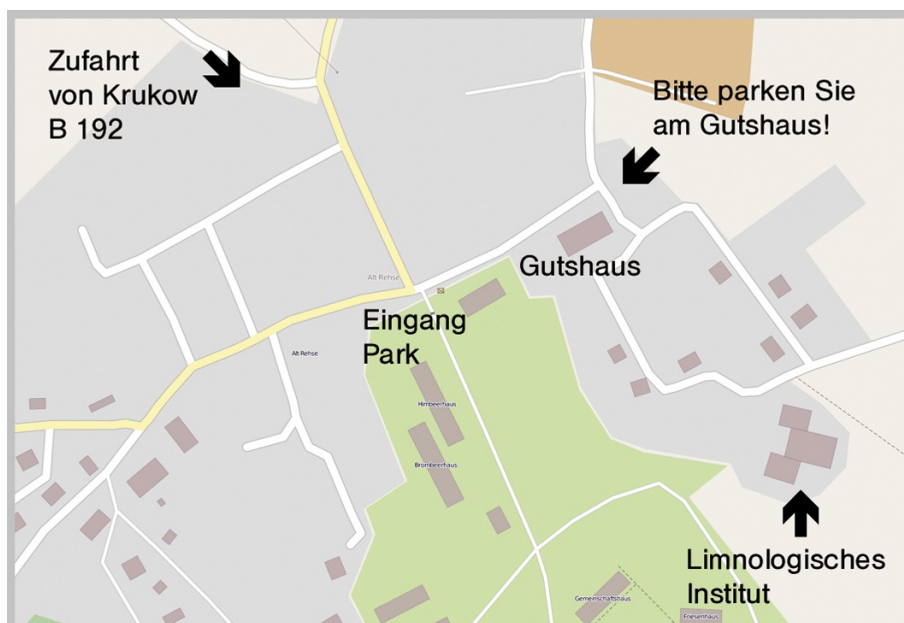 Zufahrt
von Krukow
B 192
Bitte parken Sie
am Gutshaus!
Gutshaus
Alt Rehse
Eingang
Park
Alt Rehse
Himbeerhaus
Brombeerhaus
Limnologisches
Institut
Gemeinschaftshaus
Friesenhaus